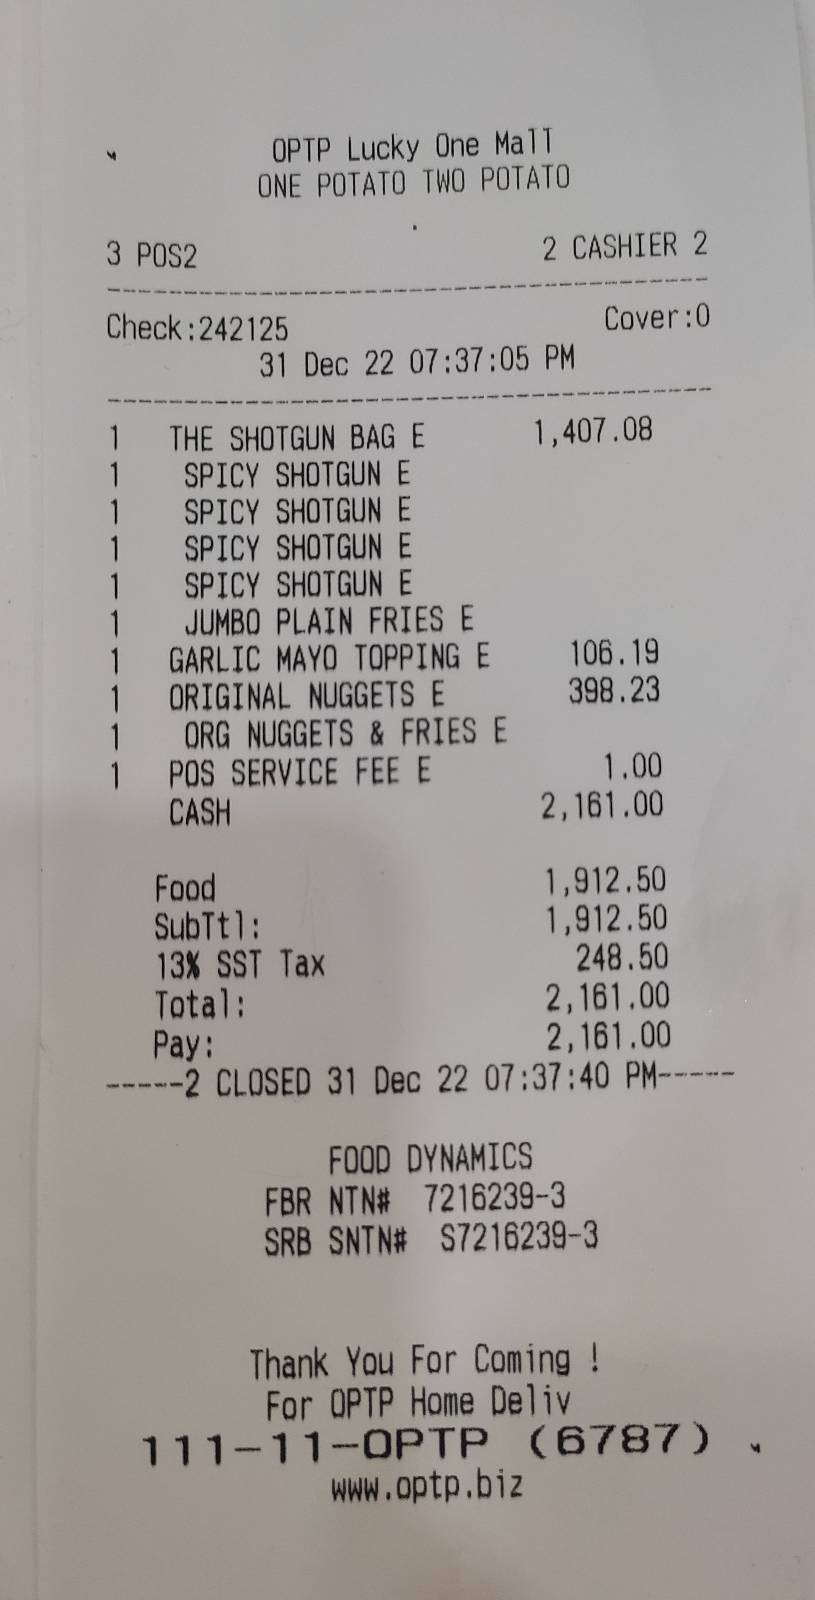 OPTP Lucky One Mall
ONE POTATO TWO POTATO
3 POS2 2 CASHIER 2
Check:242125 Cover:0
31 Dec 22 07:37:05 PM
1 THE SHOTGUN BAG E 1,407.08
1 SPICY SHOTGUN E
1 SPICY SHOTGUN E
1 SPICY SHOTGUN E
1 SPICY SHOTGUN E
1 JUMBO PLAIN FRIES E
1 GARLIC MAYO TOPPING E 106.19
1 ORIGINAL NUGGETS E 398.23
1 ORG NUGGETS & FRIES E
1 POS SERVICE FEE E 1.00
CASH 2,161.00
Food 1,912.50
SubTtl: 1,912.50
13% SST Tax 248.50
Total: 2,161.00
Pay: 2,161.00
-----2 CLOSED 31 Dec 22 07:37:40 PM-----
FOOD DYNAMICS
FBR NTN# 7216239-3
SRB SNTN# S7216239-3
Thank You For Coming !
For OPTP Home Deliv
111-11-OPTP (6787)
www.optp.biz